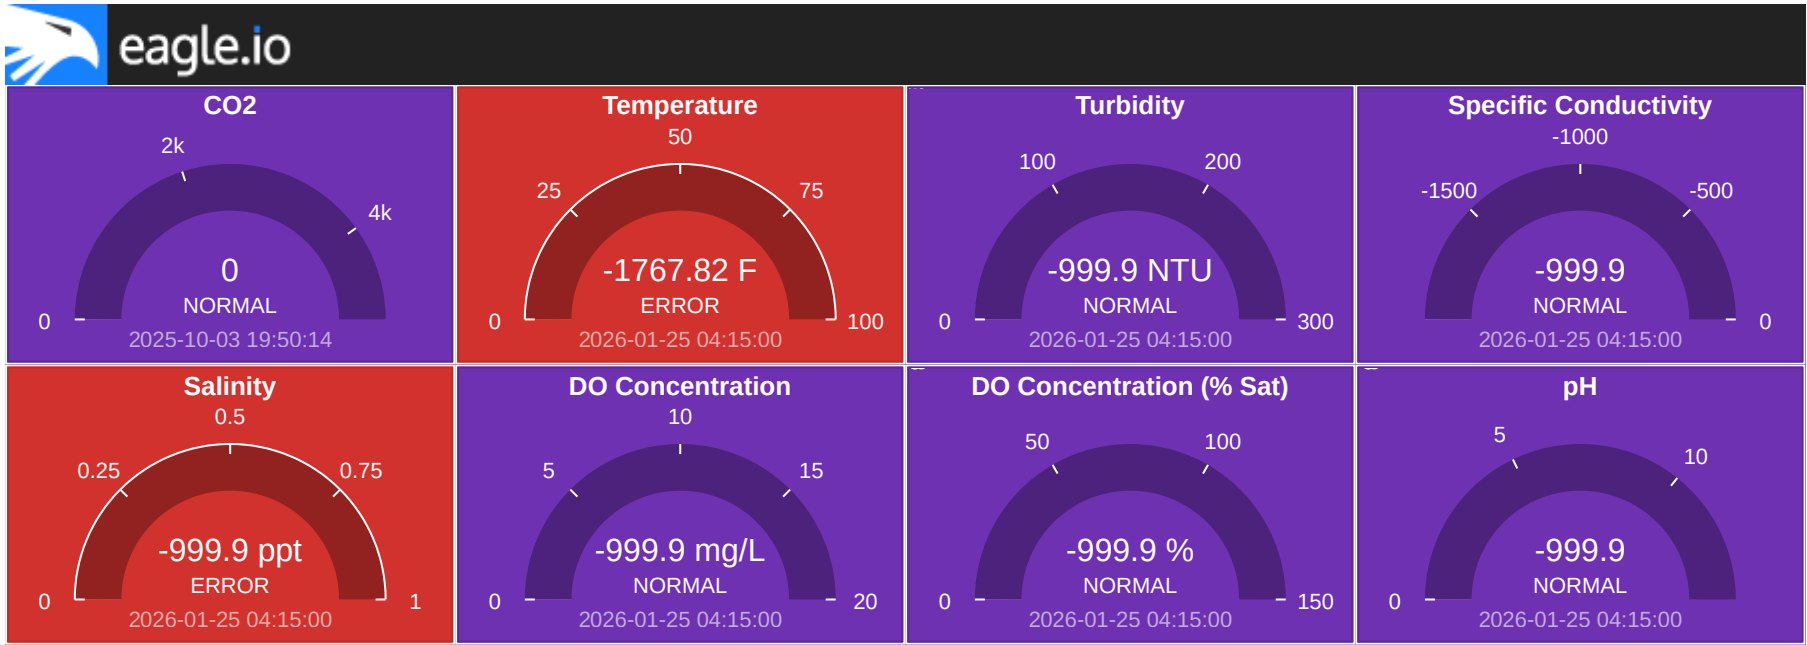 eagle.io
CO2
2k
4k
0
NORMAL
0
2025-10-03 19:50:14
Temperature
50
25
75
-1767.82 F
ERROR
0
100
2026-01-25 04:15:00
Turbidity
100
200
-999.9 NTU
NORMAL
0
300
2026-01-25 04:15:00
Specific Conductivity
-1000
-1500
-500
-999.9
NORMAL
0
2026-01-25 04:15:00
Salinity
0.5
0.25
0.75
-999.9 ppt
ERROR
0
1
2026-01-25 04:15:00
DO Concentration
10
5
15
-999.9 mg/L
NORMAL
0
20
2026-01-25 04:15:00
DO Concentration (% Sat)
50
100
-999.9 %
NORMAL
0
150
2026-01-25 04:15:00
pH
5
10
-999.9
NORMAL
0
2026-01-25 04:15:00